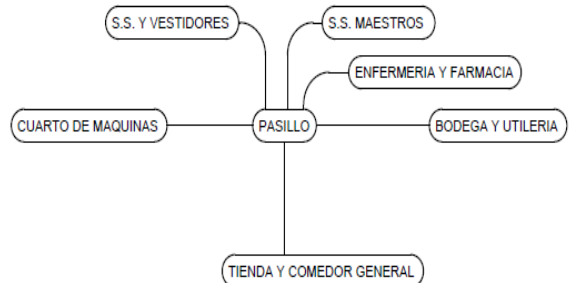 S.S. Y VESTIDORES
S.S. MAESTROS
ENFERMERIA Y FARMACIA
CUARTO DE MAQUINAS
PASILLO
BODEGA Y UTILERIA
TIENDA Y COMEDOR GENERAL